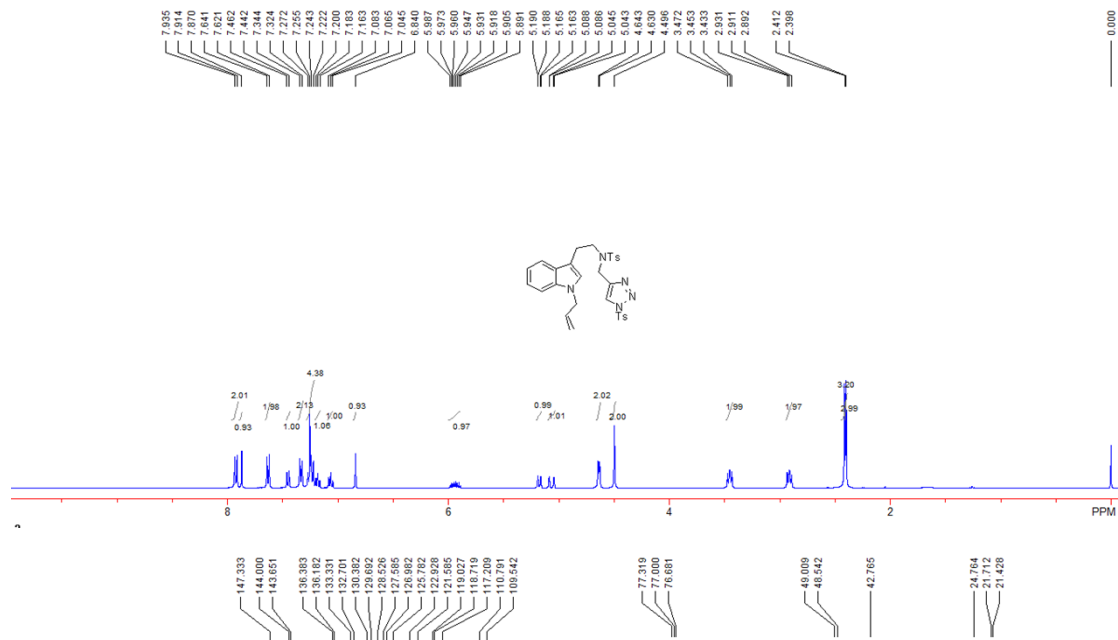 7.935 7.914 7.870 7.641 7.621 7.462 7.442 7.344 7.324 7.272 7.255 7.243 7.222 7.200 7.183 7.163 7.083 7.065 7.045 6.840 5.987 5.973 5.960 5.947 5.931 5.918 5.905 5.891 5.190 5.188 5.165 5.163 5.088 5.086 5.045 5.043 4.643 4.630 4.496 3.472 3.453 3.433 2.931 2.911 2.892 2.412 2.398 0.000
NTs
N
N
N
N
Ts
4.38
3.20
2.01 1.98 2.13 1.00 0.93 0.99 2.02 1.99 1.97 2.99
0.93 1.00 1.06 0.97 1.01 2.00
8 6 4 2 PPM
147.333 144.000 143.651 136.383 136.182 133.331 132.701 130.382 129.692 128.526 127.585 126.982 125.782 122.928 121.585 119.027 118.719 117.209 110.791 109.542 77.319 77.000 76.681 49.009 48.542 42.765 24.764 21.712 21.428